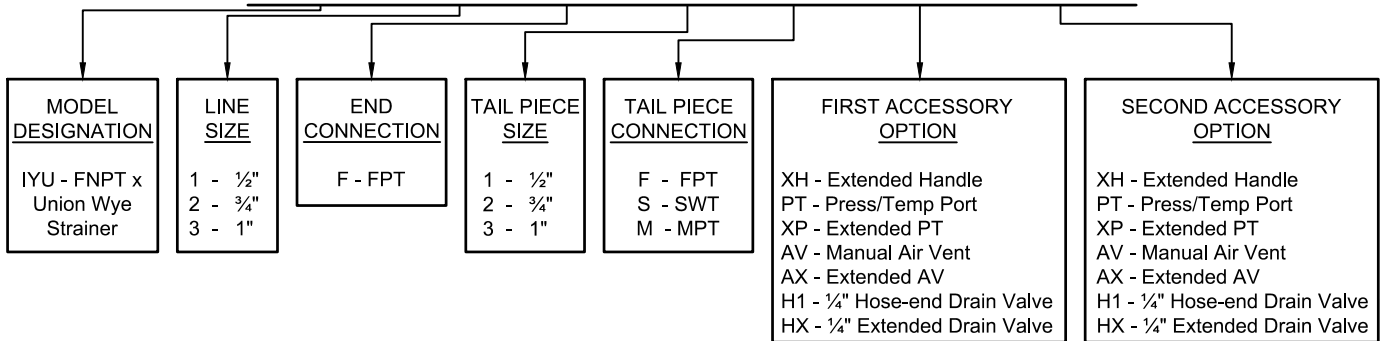 MODEL
DESIGNATION
IYU - FNPT x
Union Wye
Strainer
LINE
SIZE
1 - ½"
2 - ¾"
3 - 1"
END
CONNECTION
F - FPT
TAIL PIECE
SIZE
1 - ½"
2 - ¾"
3 - 1"
TAIL PIECE
CONNECTION
F - FPT
S - SWT
M - MPT
FIRST ACCESSORY
OPTION
XH - Extended Handle
PT - Press/Temp Port
XP - Extended PT
AV - Manual Air Vent
AX - Extended AV
H1 - ¼" Hose-end Drain Valve
HX - ¼" Extended Drain Valve
SECOND ACCESSORY
OPTION
XH - Extended Handle
PT - Press/Temp Port
XP - Extended PT
AV - Manual Air Vent
AX - Extended AV
H1 - ¼" Hose-end Drain Valve
HX - ¼" Extended Drain Valve